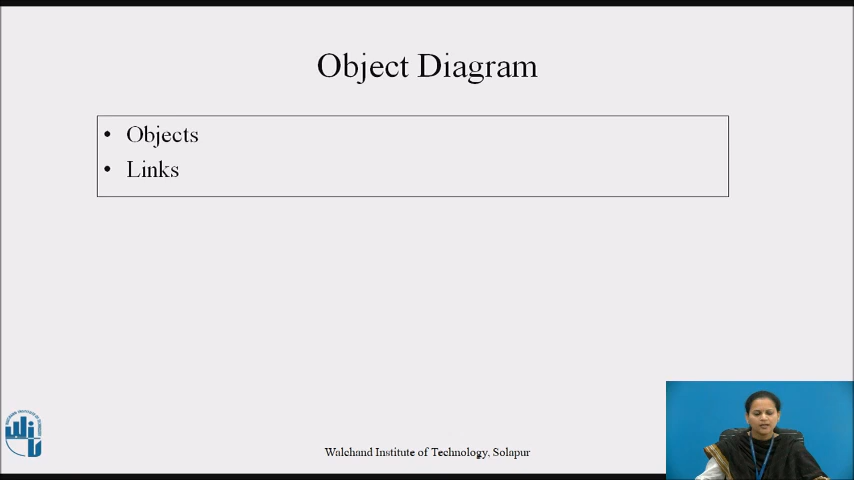 Object Diagram
• Objects
• Links
Walchand Institute of Technology, Solapur